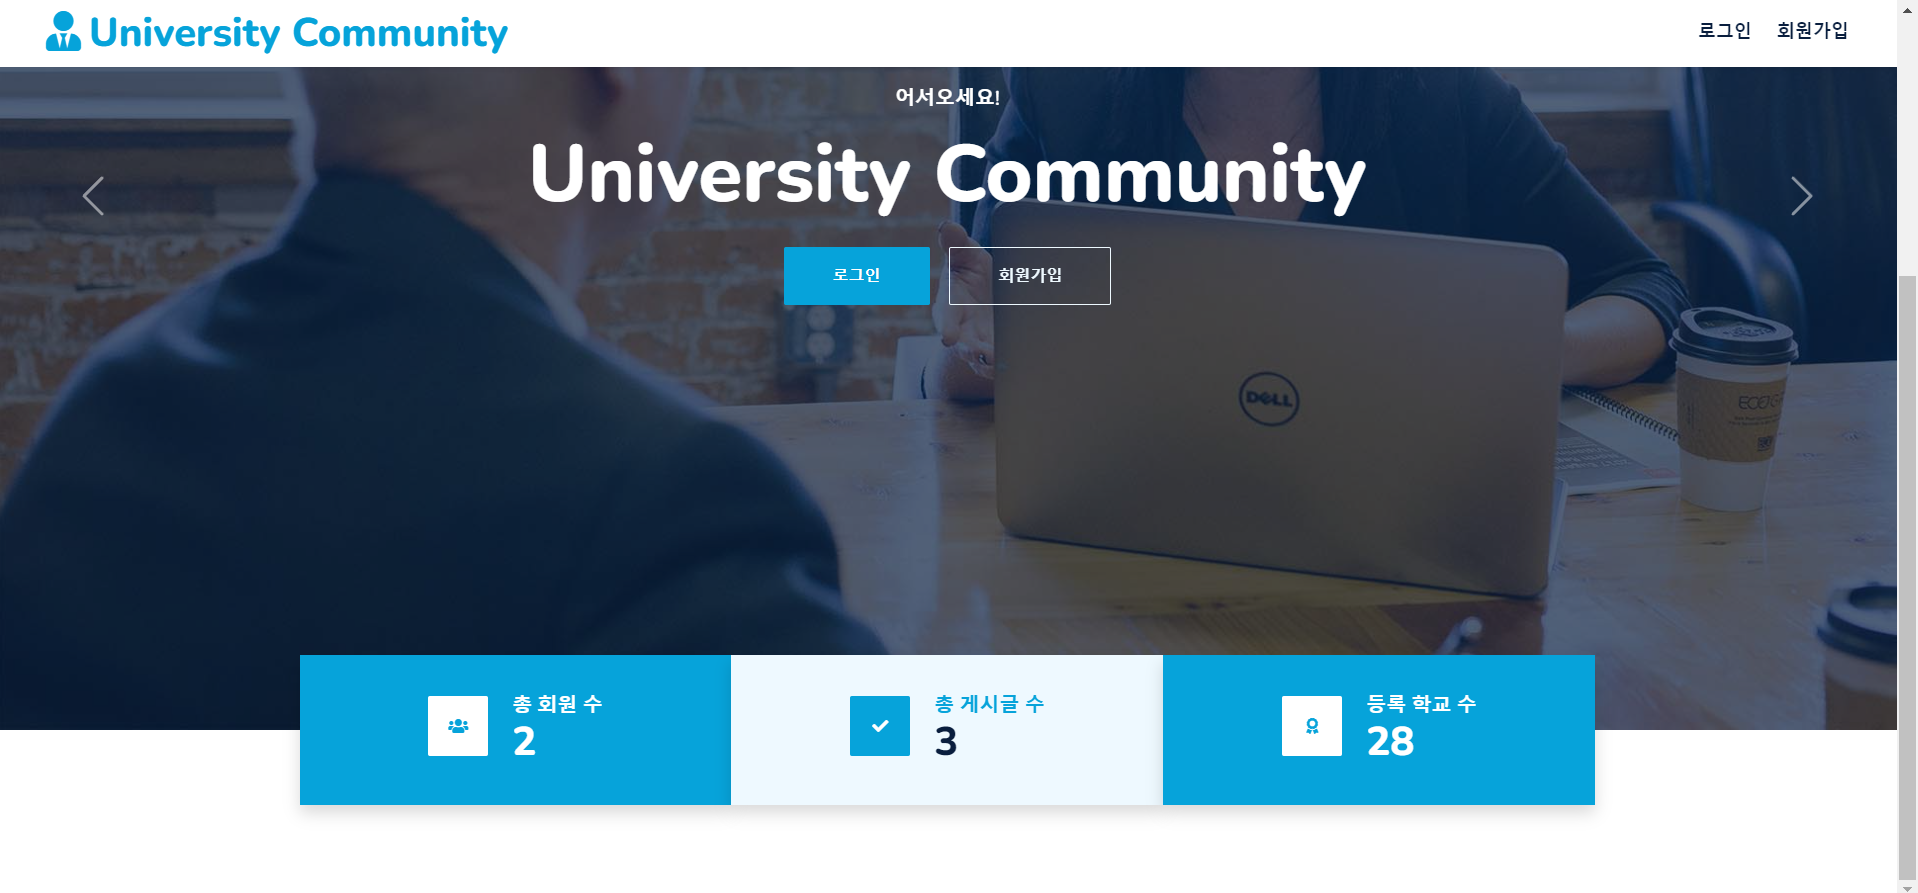 University Community
로그인 회원가입
어서오세요!
University Community
로그인 회원가입
DELL
총 회원 수
2
총 게시글 수
3
등록 학교 수
28